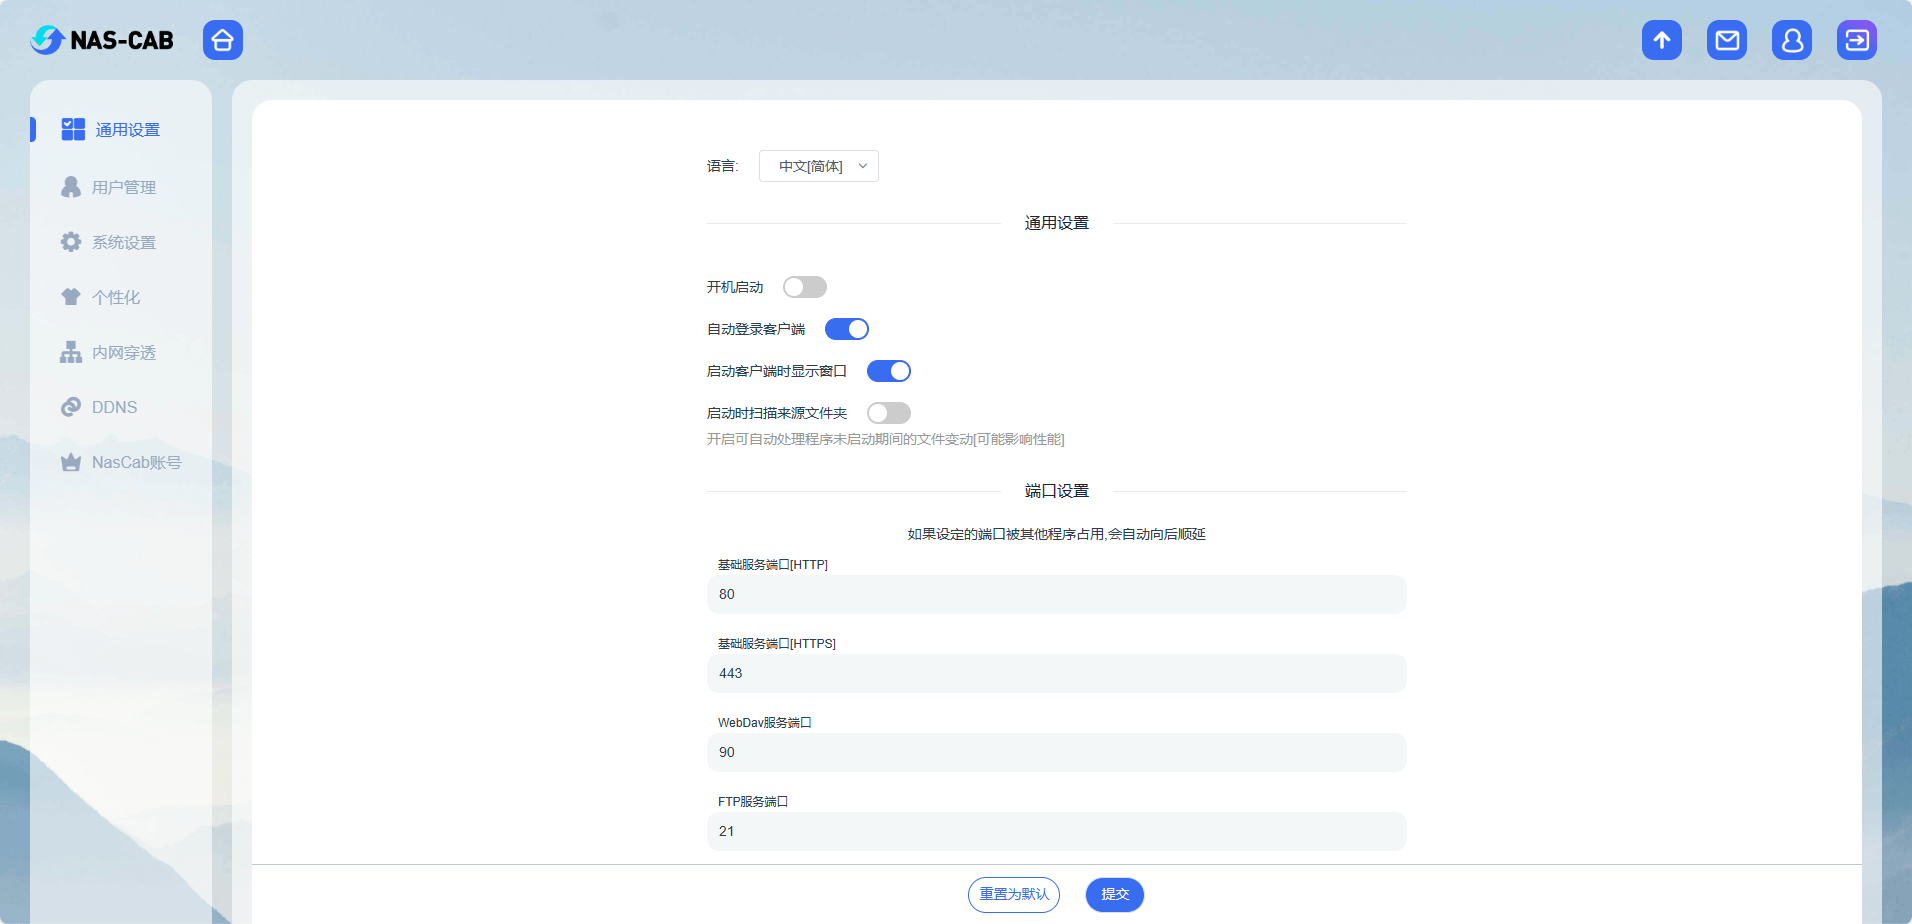 NAS-CAB
通用设置
用户管理
系统设置
个性化
内网穿透
DDNS
NasCab账号
语言:
中文[简体]
通用设置
开机启动
自动登录客户端
启动客户端时显示窗口
启动时扫描来源文件夹
开启可自动处理程序未启动期间的文件变动[可能影响性能]
端口设置
如果设定的端口被其他程序占用,会自动向后顺延
基础服务端口[HTTP]
80
基础服务端口[HTTPS]
443
WebDav服务端口
90
FTP服务端口
21
重置为默认
提交